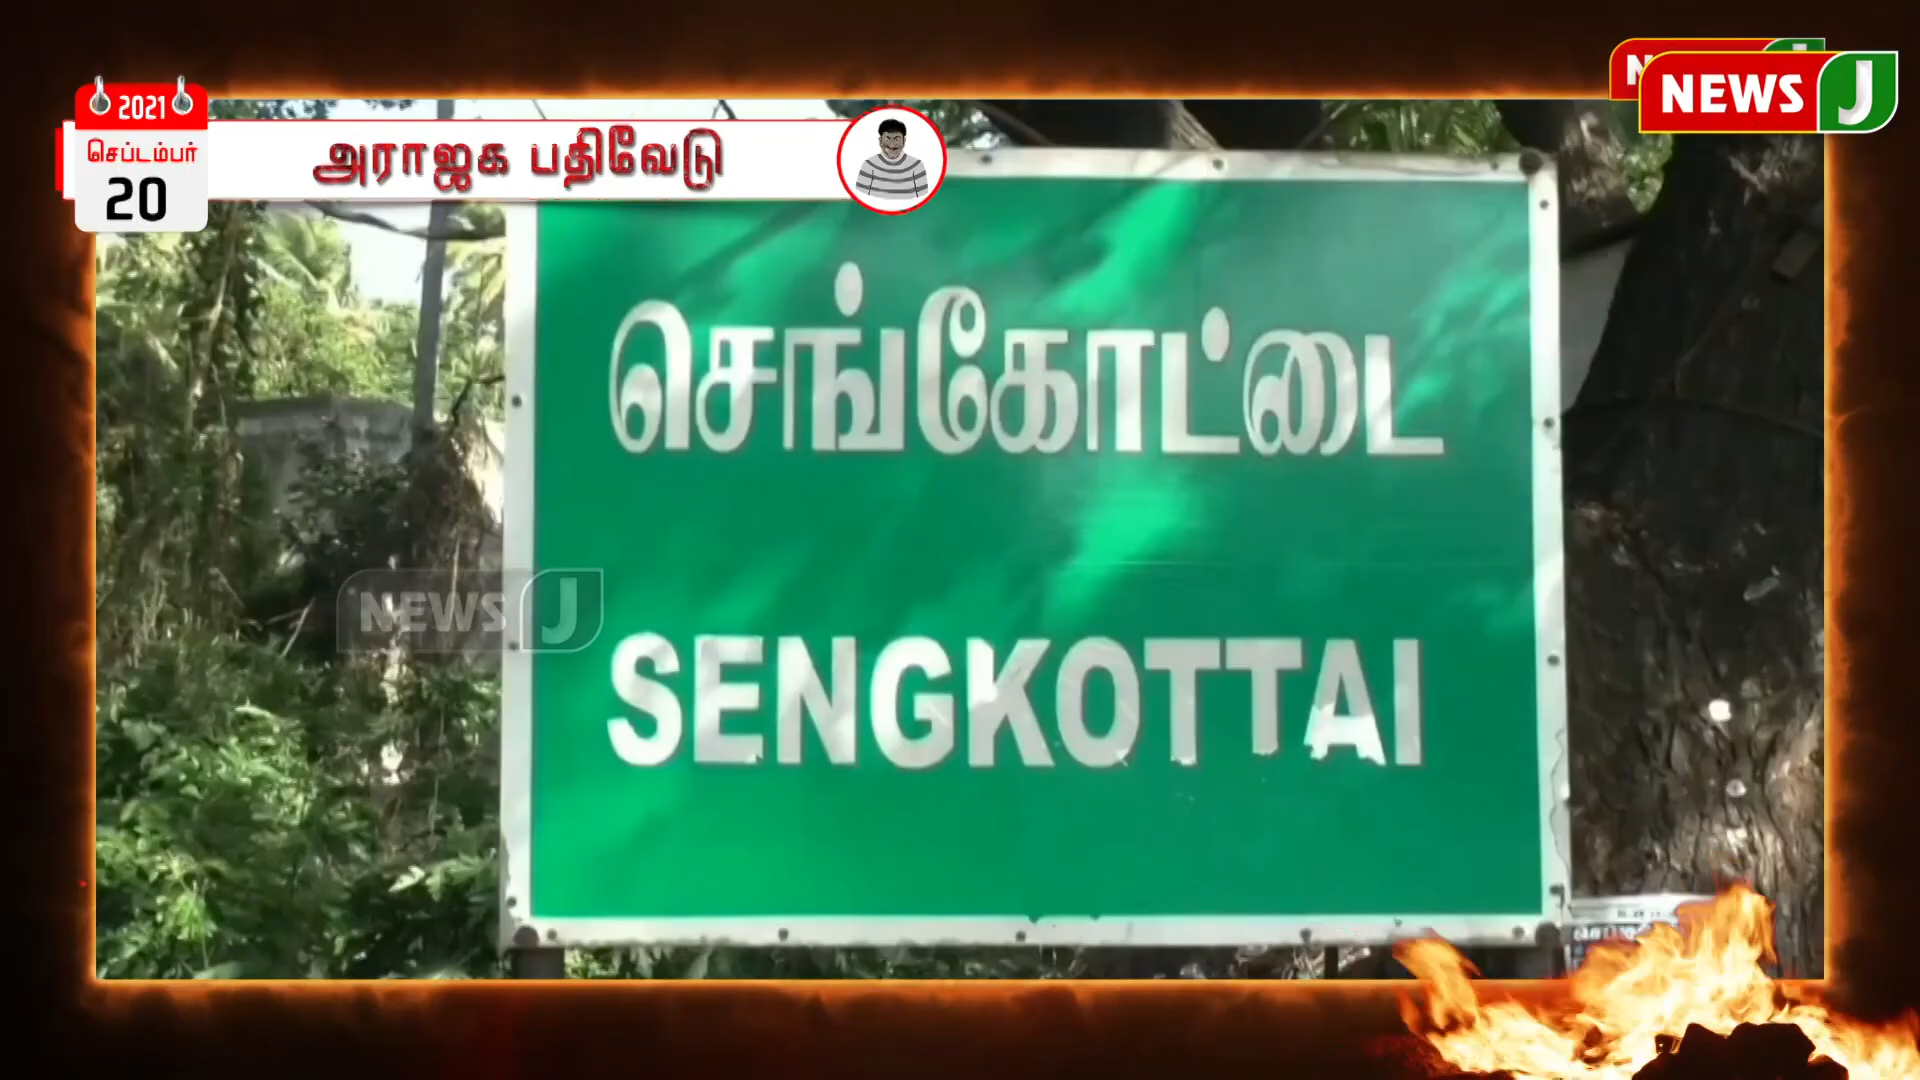 2021
செப்டம்பர்
20
அராஜக பதிவேடு
NEWS J
செங்கோட்டை
NEWS J
SENGKOTTAI